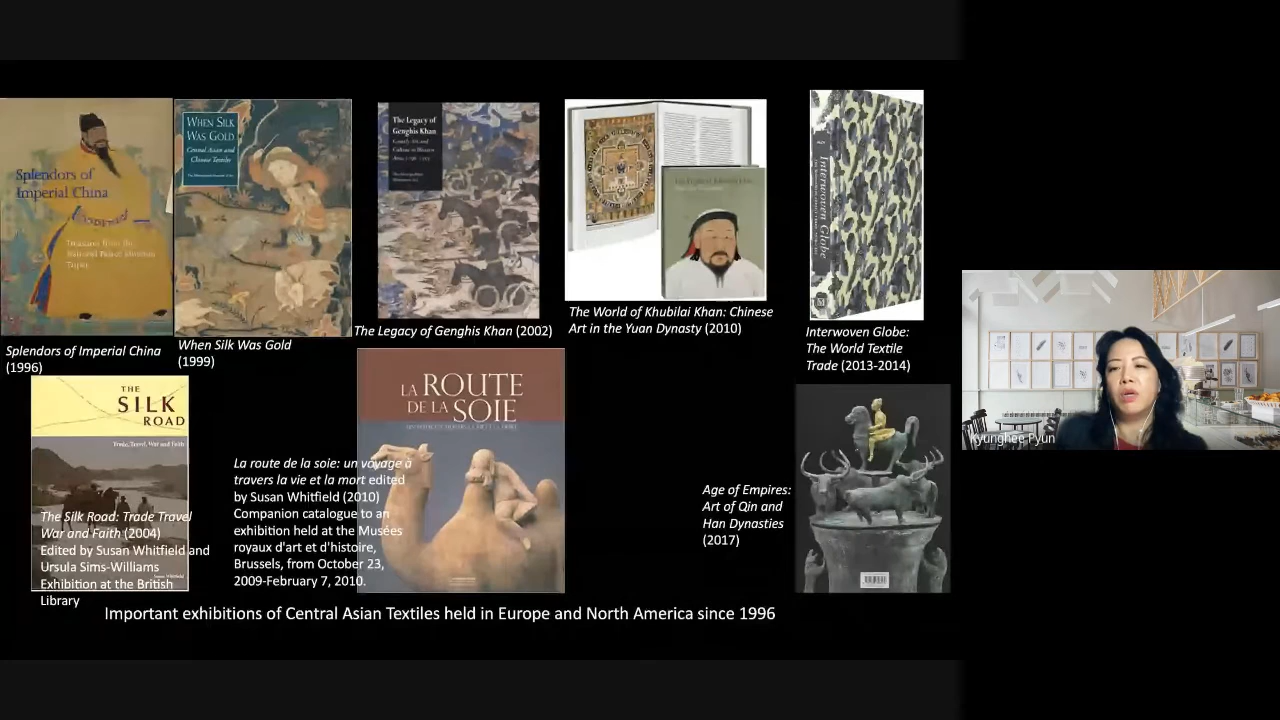 Splendors of
Imperial China
Treasures from the
National Palace Museum
Taipei
WHEN SILK
WAS GOLD
Central Asian and
Chinese Textiles
The Legacy of
Genghis Khan
Interwoven Globe
Splendors of Imperial China
(1996)
When Silk Was Gold
(1999)
The Legacy of Genghis Khan (2002)
The World of Khubilai Khan: Chinese
Art in the Yuan Dynasty (2010)
Interwoven Globe:
The World Textile
Trade (2013-2014)
THE
SILK
ROAD
Trade, Travel, War and Faith
The Silk Road: Trade Travel
War and Faith (2004)
Edited by Susan Whitfield and
Ursula Sims-Williams
Exhibition at the British
Library
Susan Whitfield
LA ROUTE
DE LA SOIE
La route de la soie: un voyage à
travers la vie et la mort edited
by Susan Whitfield (2010)
Companion catalogue to an
exhibition held at the Musées
royaux d'art et d'histoire,
Brussels, from October 23,
2009-February 7, 2010.
Age of Empires:
Art of Qin and
Han Dynasties
(2017)
Important exhibitions of Central Asian Textiles held in Europe and North America since 1996
Kyunghee Pyun